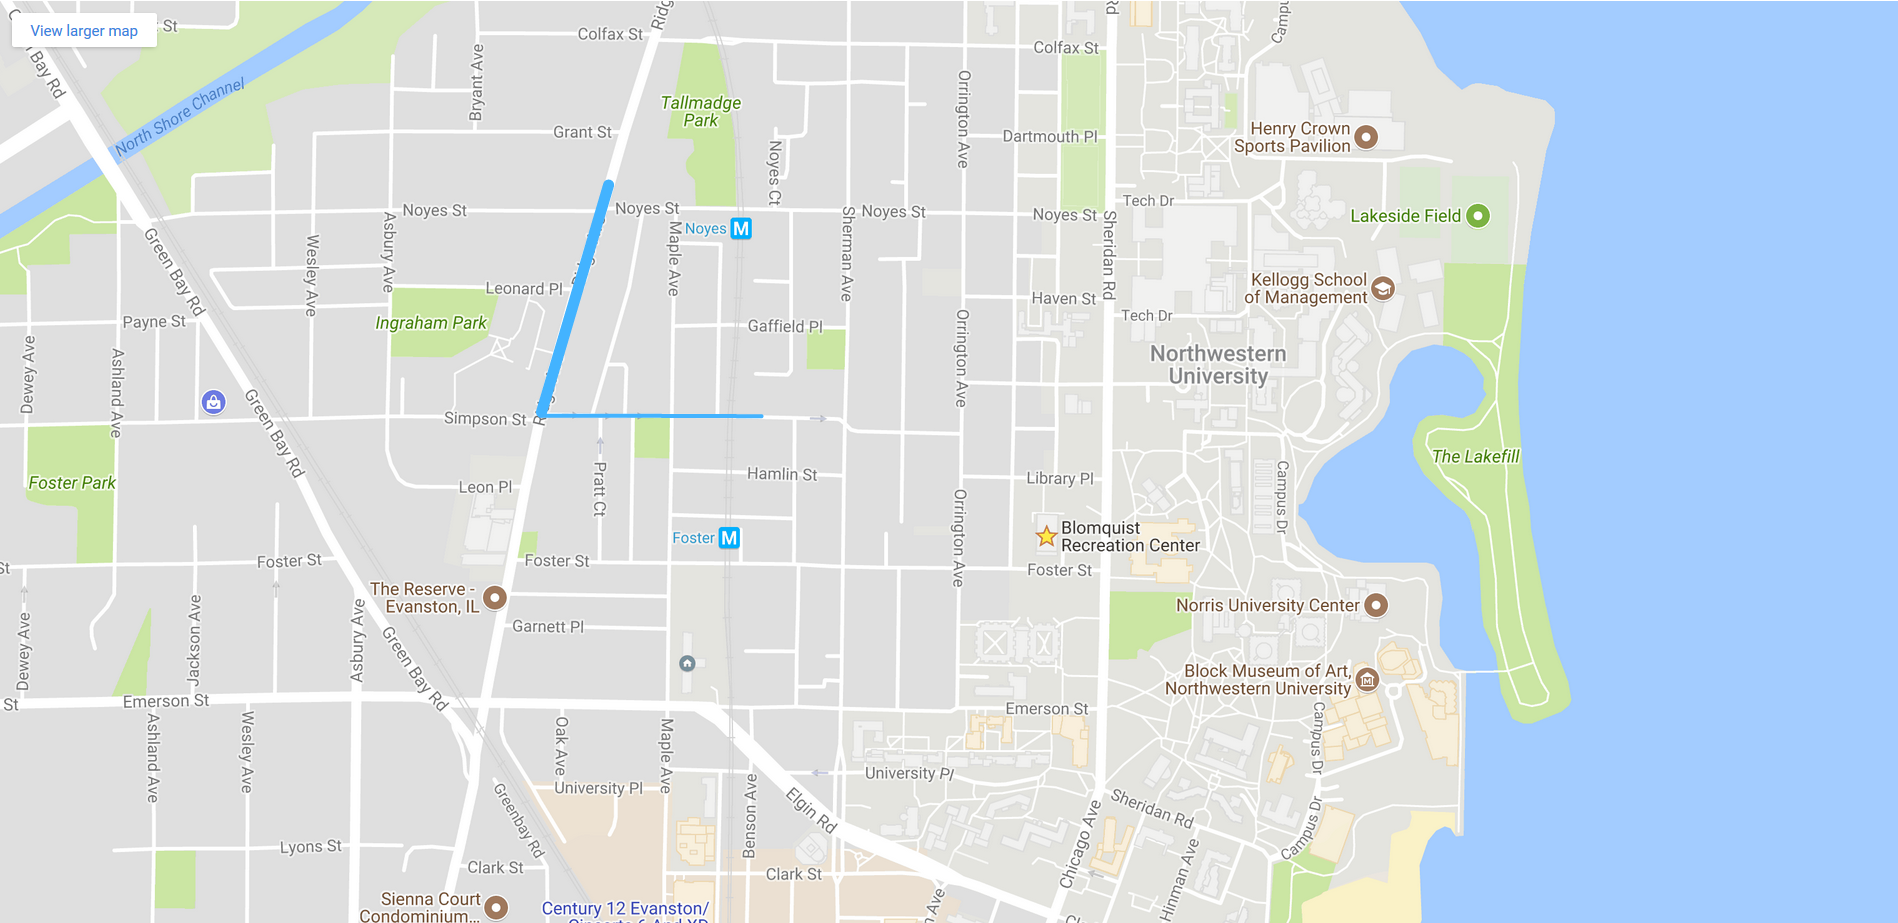 View larger map
St
Bay Rd
North Shore Channel
Bryant Ave
Colfax St
Ridg
Grant St
Tallmadge
Park
Noyes Ct
Orrington Ave
Colfax St
Rd
Dartmouth Pl
Camp
Henry Crown
Sports Pavilion
Noyes St
Noyes St
Noyes St
Noyes St
Tech Dr
Lakeside Field
Noyes
M
Asbury Ave
Wesley Ave
Green Bay Rd
Maple Ave
Sherman Ave
Sheridan Rd
Leonard Pl
Haven St
Kellogg School
of Management
Payne St
Ingraham Park
Gaffield Pl
Tech Dr
Orrington Ave
Northwestern
University
Dewey Ave
Ashland Ave
Green Bay Rd
Simpson St
Foster Park
Leon Pl
Pratt Ct
Hamlin St
Library Pl
Orrington Ave
Campus Dr
The Lakefill
Foster
M
Blomquist
Recreation Center
St
Foster St
Foster St
Foster St
The Reserve -
Evanston, IL
Norris University Center
Dewey Ave
Jackson Ave
Asbury Ave
Green Bay Rd
Garnett Pl
Block Museum of Art,
Northwestern University
St
Emerson St
Emerson St
Ashland Ave
Wesley Ave
Oak Ave
Maple Ave
Campus Dr
University Pl
University Pl
Benson Ave
Elgin Rd
Greenbay Rd
Sheridan Rd
Chicago Ave
Campus Dr
Hinman Ave
Lyons St
Clark St
Clark St
Sienna Court
Condominium...
Century 12 Evanston/
n Ave